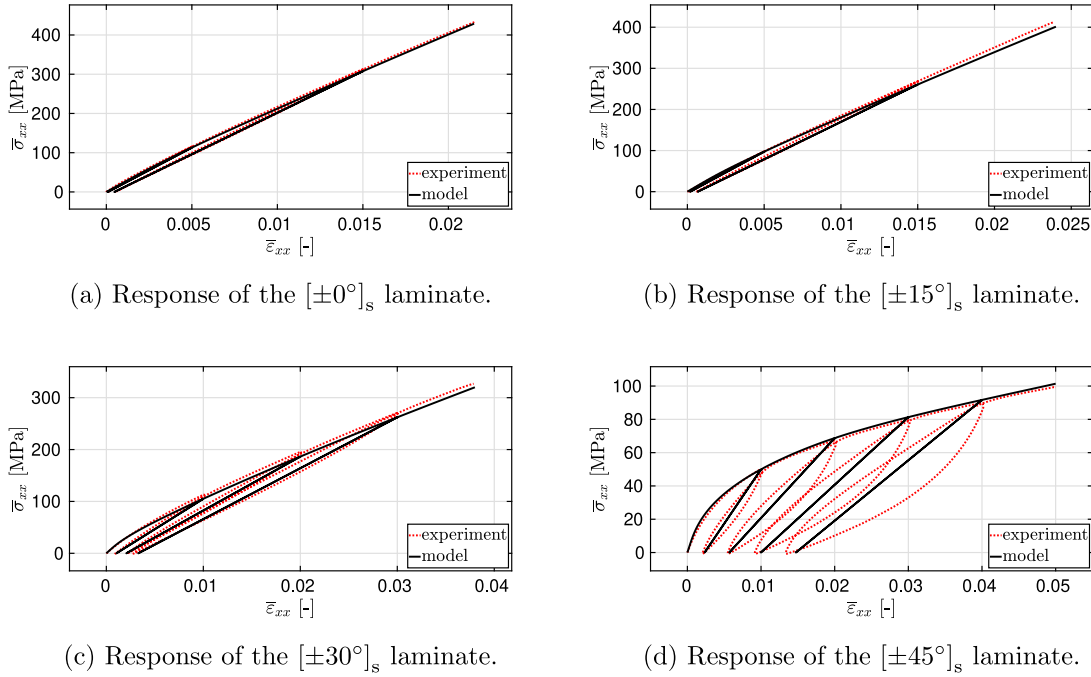 400
300
200
100
0
σ̅xx [MPa]
experiment
model
0 0.005 0.01 0.015 0.02
ε̅xx [-]
(a) Response of the [±0°]s laminate.
400
300
200
100
0
σ̅xx [MPa]
experiment
model
0 0.005 0.01 0.015 0.02 0.025
ε̅xx [-]
(b) Response of the [±15°]s laminate.
300
200
100
0
σ̅xx [MPa]
experiment
model
0 0.01 0.02 0.03 0.04
ε̅xx [-]
(c) Response of the [±30°]s laminate.
100
80
60
40
20
0
σ̅xx [MPa]
experiment
model
0 0.01 0.02 0.03 0.04 0.05
ε̅xx [-]
(d) Response of the [±45°]s laminate.